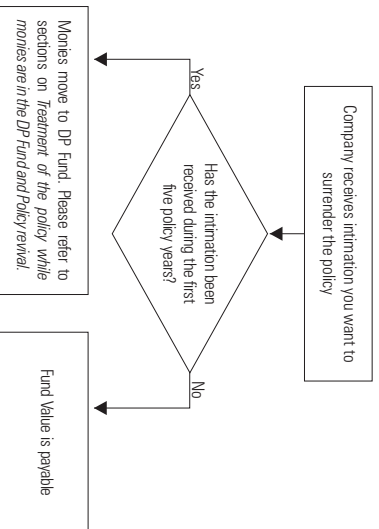 Company receives intimation you want to
surrender the policy
Has the intimation been
received during the first
five policy years?
Yes
No
Monies move to DP Fund. Please refer to
sections on Treatment of the policy while
monies are in the DP Fund and Policy revival.
Fund Value is payable